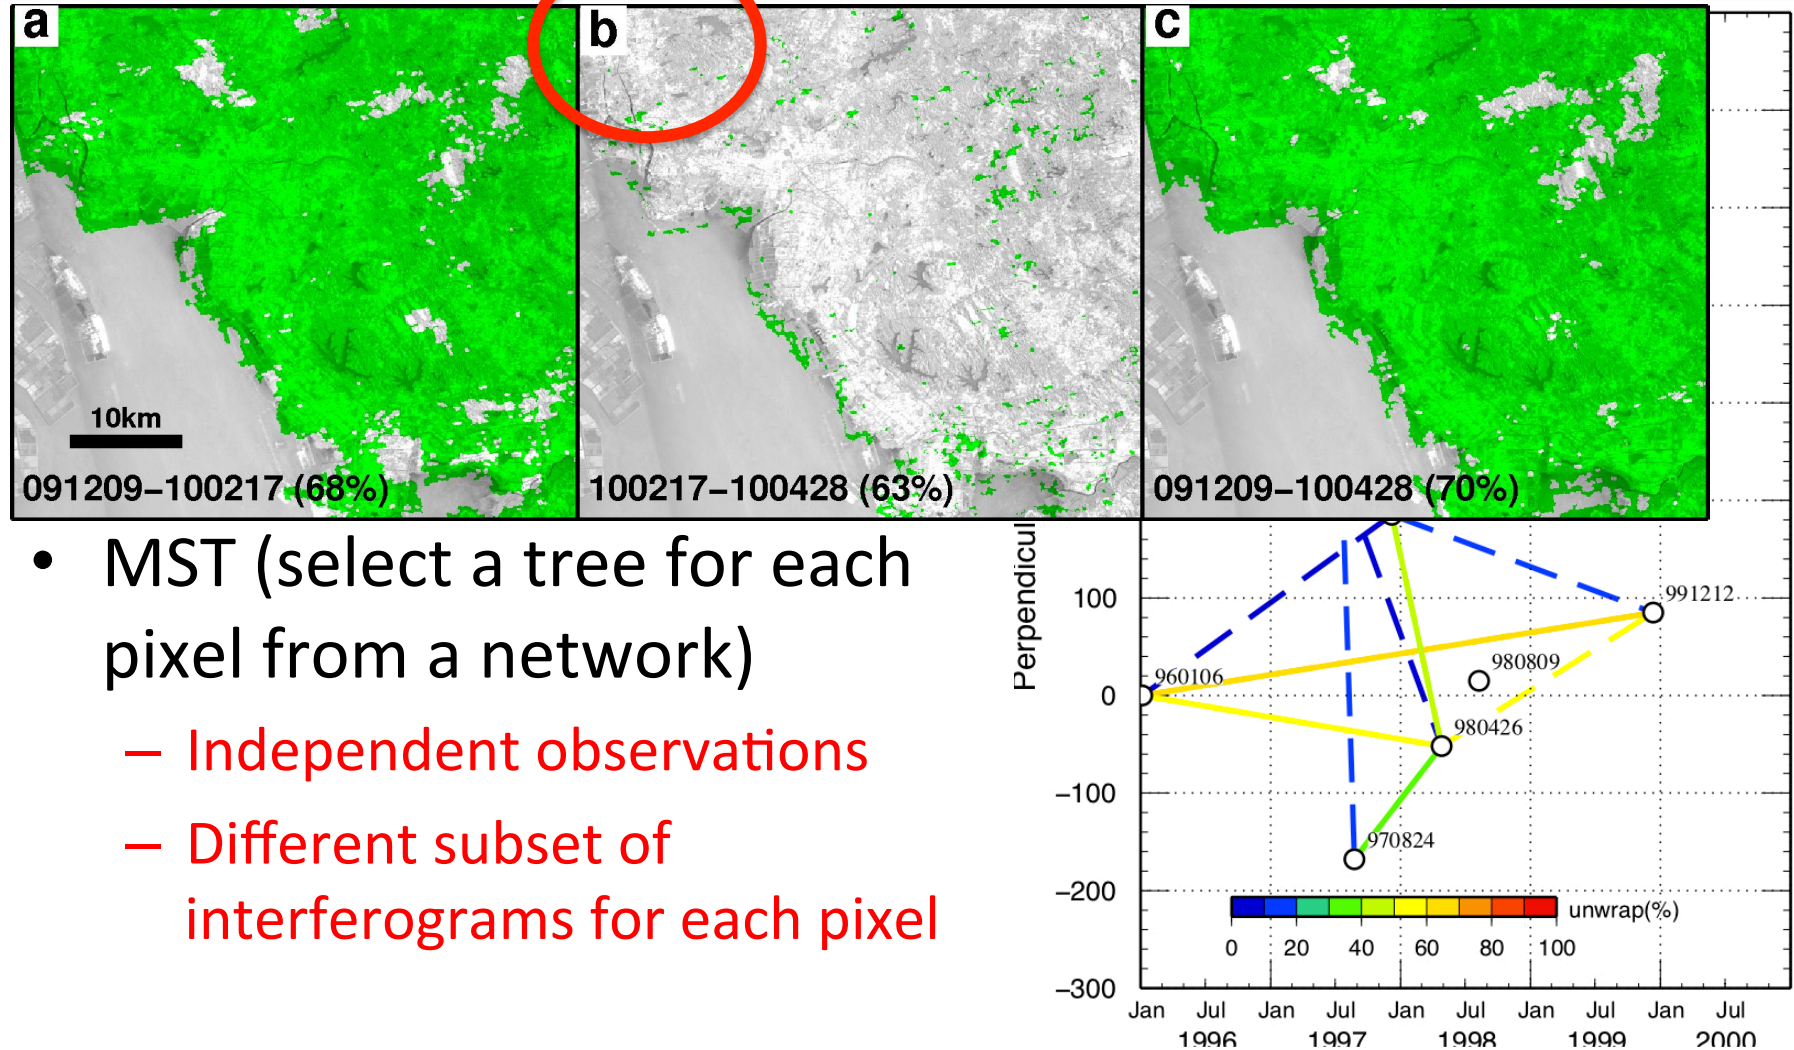 a
b
c
10km
091209–100217 (68%)
100217–100428 (63%)
091209–100428 (70%)
• MST (select a tree for each
pixel from a network)
– Independent observations
– Different subset of
interferograms for each pixel
Perpendicul
100
0
−100
−200
−300
991212
980809
960106
980426
970824
unwrap(%)
0 20 40 60 80 100
Jan Jul Jan Jul Jan Jul Jan Jul Jan Jul
1996 1997 1998 1999 2000